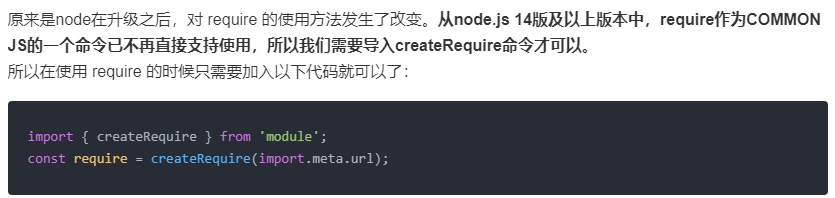 原来是node在升级之后，对 require 的使用方法发生了改变。从node.js 14版及以上版本中，require作为COMMON
JS的一个命令已不再直接支持使用，所以我们需要导入createRequire命令才可以。
所以在使用 require 的时候只需要加入以下代码就可以了：
import { createRequire } from 'module';
const require = createRequire(import.meta.url);